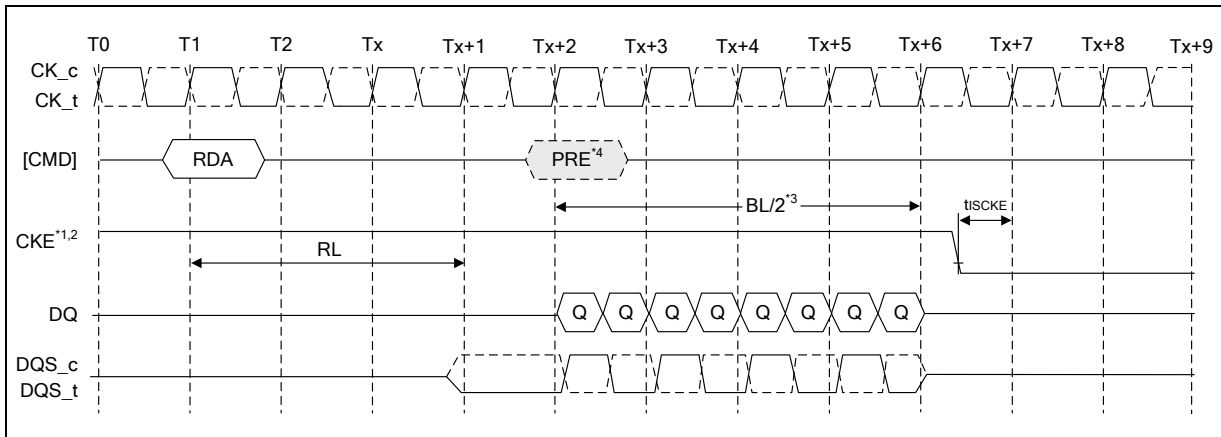 T0 T1 T2 Tx Tx+1 Tx+2 Tx+3 Tx+4 Tx+5 Tx+6 Tx+7 Tx+8 Tx+9
CK_c
CK_t
[CMD] RDA PRE*4
BL/2*3 tISCKE
CKE*1,2
RL
DQ Q Q Q Q Q Q Q Q
DQS_c
DQS_t